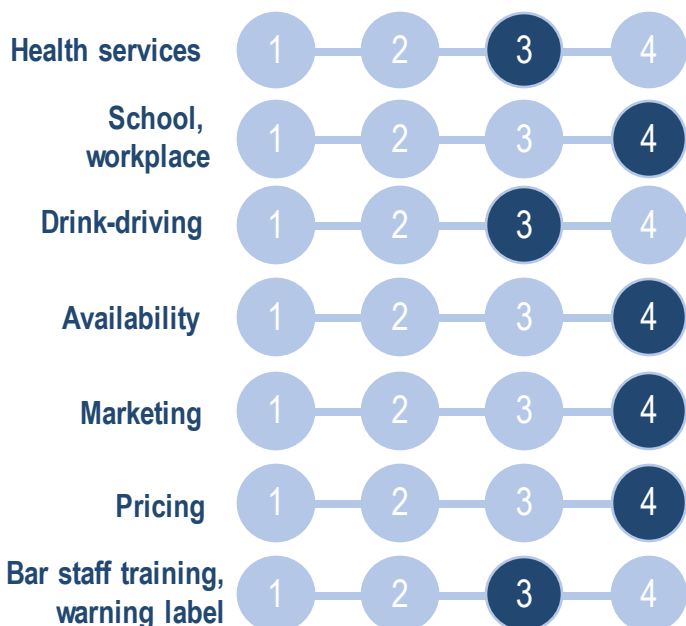 Health services 1 2 3 4
School,
workplace 1 2 3 4
Drink-driving 1 2 3 4
Availability 1 2 3 4
Marketing 1 2 3 4
Pricing 1 2 3 4
Bar staff training,
warning label 1 2 3 4